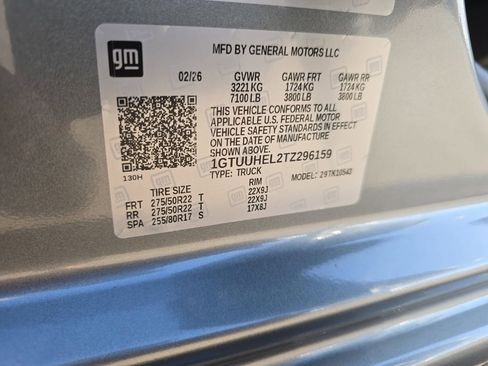 gm
MFD BY GENERAL MOTORS LLC
02/26 GVWR GAWR FRT GAWR RR
3221 KG 1724 KG 1724 KG
7100 LB 3800 LB 3800 LB
THIS VEHICLE CONFORMS TO ALL
APPLICABLE U.S. FEDERAL MOTOR
VEHICLE SAFETY STANDARDS IN EFFECT ON
THE DATE OF MANUFACTURE SHOWN ABOVE.
1GTUUHEL2TZ296159
TYPE: TRUCK MODEL: 29TK10543
130H
TIRE SIZE RIM
FRT 275/50R22 T 22X9J
RR 275/50R22 T 22X9J
SPA 255/80R17 S 17X8J